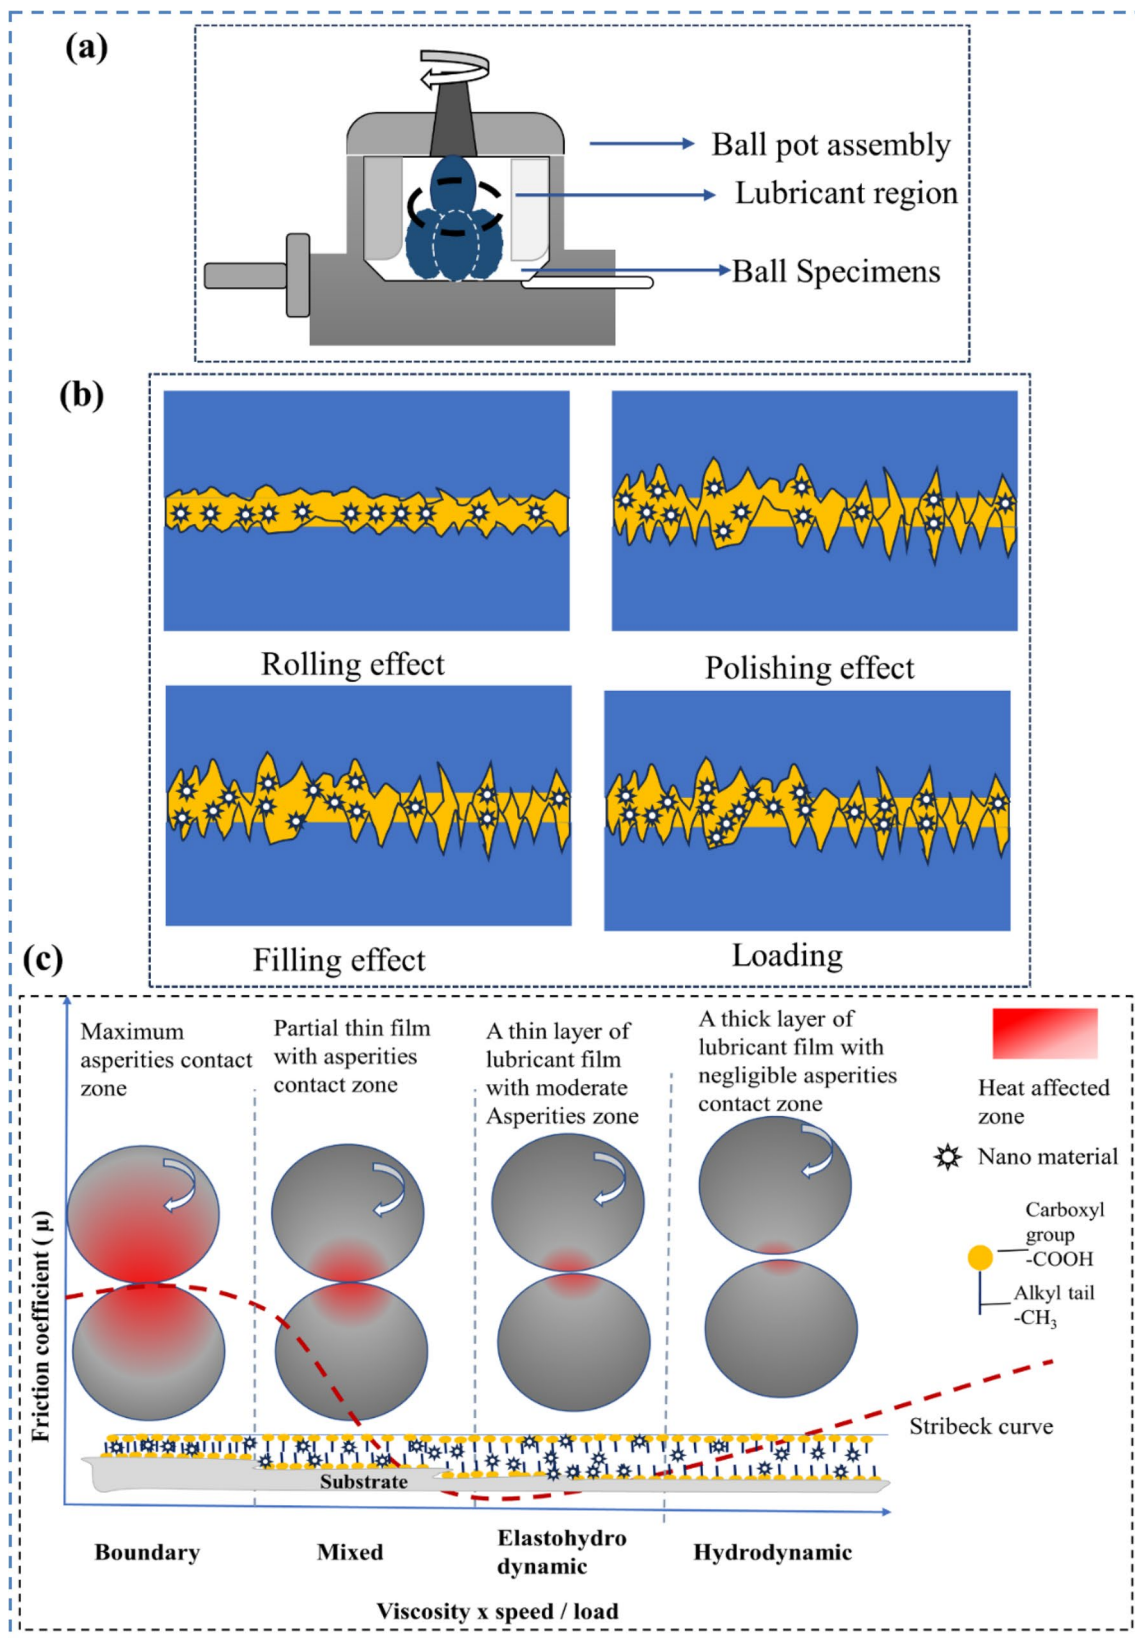 (a)
Ball pot assembly
Lubricant region
Ball Specimens
(b)
Rolling effect
Polishing effect
Filling effect
Loading
(c)
Maximum
asperities contact
zone
Partial thin film
with asperities
contact zone
A thin layer of
lubricant film
with moderate
Asperities zone
A thick layer of
lubricant film with
negligible asperities
contact zone
Heat affected
zone
Nano material
Carboxyl
group
-COOH
Alkyl tail
-CH₃
Friction coefficient ( μ)
Stribeck curve
Substrate
Boundary
Mixed
Elastohydro
dynamic
Hydrodynamic
Viscosity x speed / load